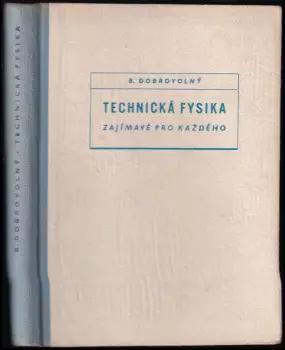 B. DOBROVOLNÝ
TECHNICKÁ FYSIKA
ZAJÍMAVĚ PRO KAŽDÉHO
B. DOBROVOLNÝ · TECHNICKÁ FYSIKA